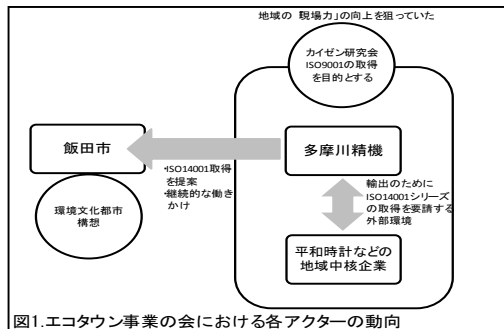 地域の「現場力」の向上を狙っていた
カイゼン研究会
ISO9001の取得
を目的とする
飯田市
多摩川精機
・ISO14001取得
を提案
・継続的な働き
かけ
環境文化都市
構想
輸出のために
ISO14001シリーズ
の取得を要請する
外部環境
平和時計などの
地域中核企業
図1.エコタウン事業の会における各アクターの動向